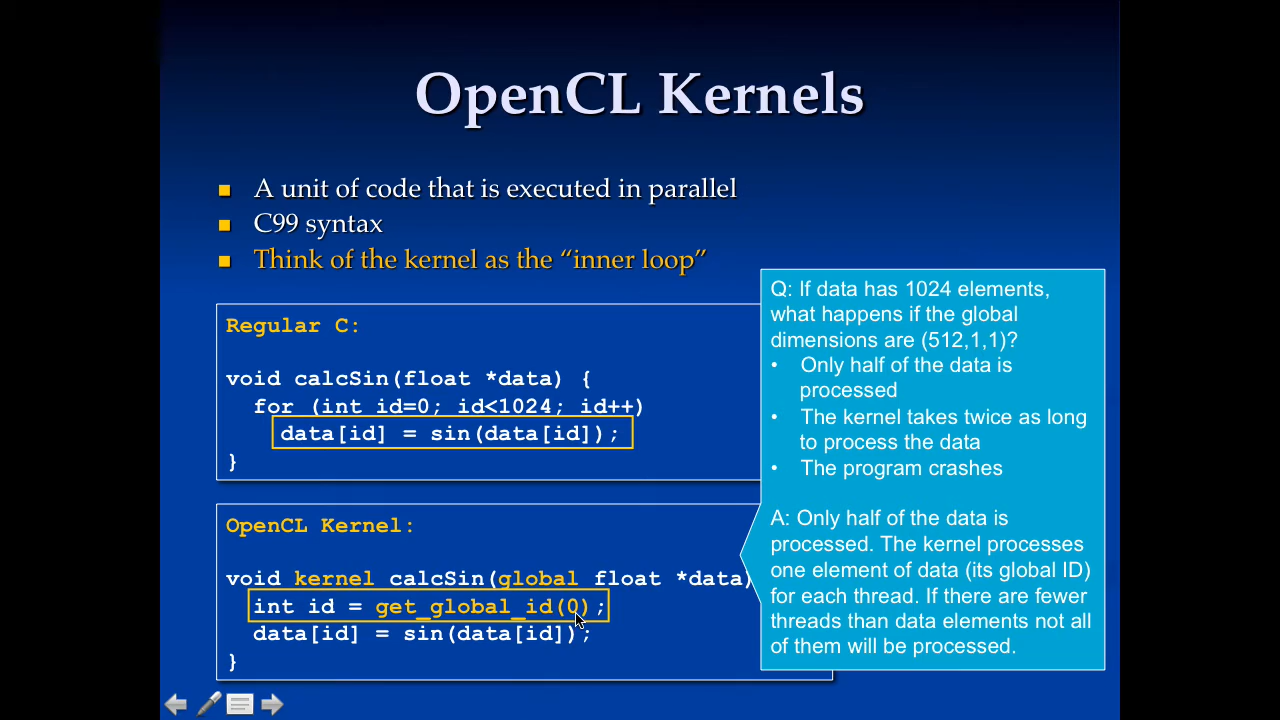 OpenCL Kernels
A unit of code that is executed in parallel
C99 syntax
Think of the kernel as the “inner loop”
Regular C:
void calcSin(float *data) {
for (int id=0; id<1024; id++)
data[id] = sin(data[id]);
}
OpenCL Kernel:
void kernel calcSin(global float *data)
int id = get_global_id(0);
data[id] = sin(data[id]);
}
Q: If data has 1024 elements,
what happens if the global
dimensions are (512,1,1)?
• Only half of the data is
processed
• The kernel takes twice as long
to process the data
• The program crashes
A: Only half of the data is
processed. The kernel processes
one element of data (its global ID)
for each thread. If there are fewer
threads than data elements not all
of them will be processed.